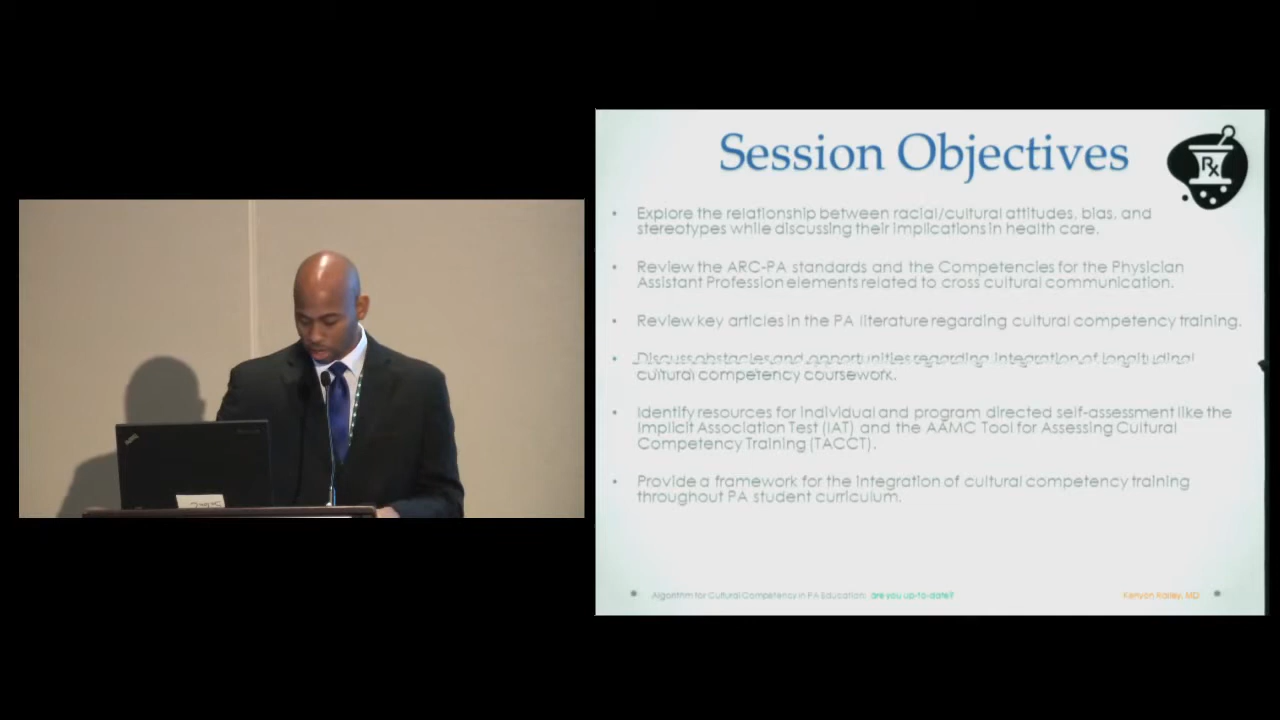 Session Objectives
Rx
• Explore the relationship between racial/cultural attitudes, bias, and
stereotypes while discussing their implications in health care.
• Review the ARC-PA standards and the Competencies for the Physician
Assistant Profession elements related to cross cultural communication.
• Review key articles in the PA literature regarding cultural competency training.
• Discuss obstacles and opportunities regarding integration of longitudinal
cultural competency coursework.
• Identify resources for individual and program directed self-assessment like the
Implicit Association Test (IAT) and the AAMC Tool for Assessing Cultural
Competency Training (TACCT).
• Provide a framework for the integration of cultural competency training
throughout PA student curriculum.
Algorithm for Cultural Competency in PA Education: are you up-to-date?
Kenyon Railey, MD